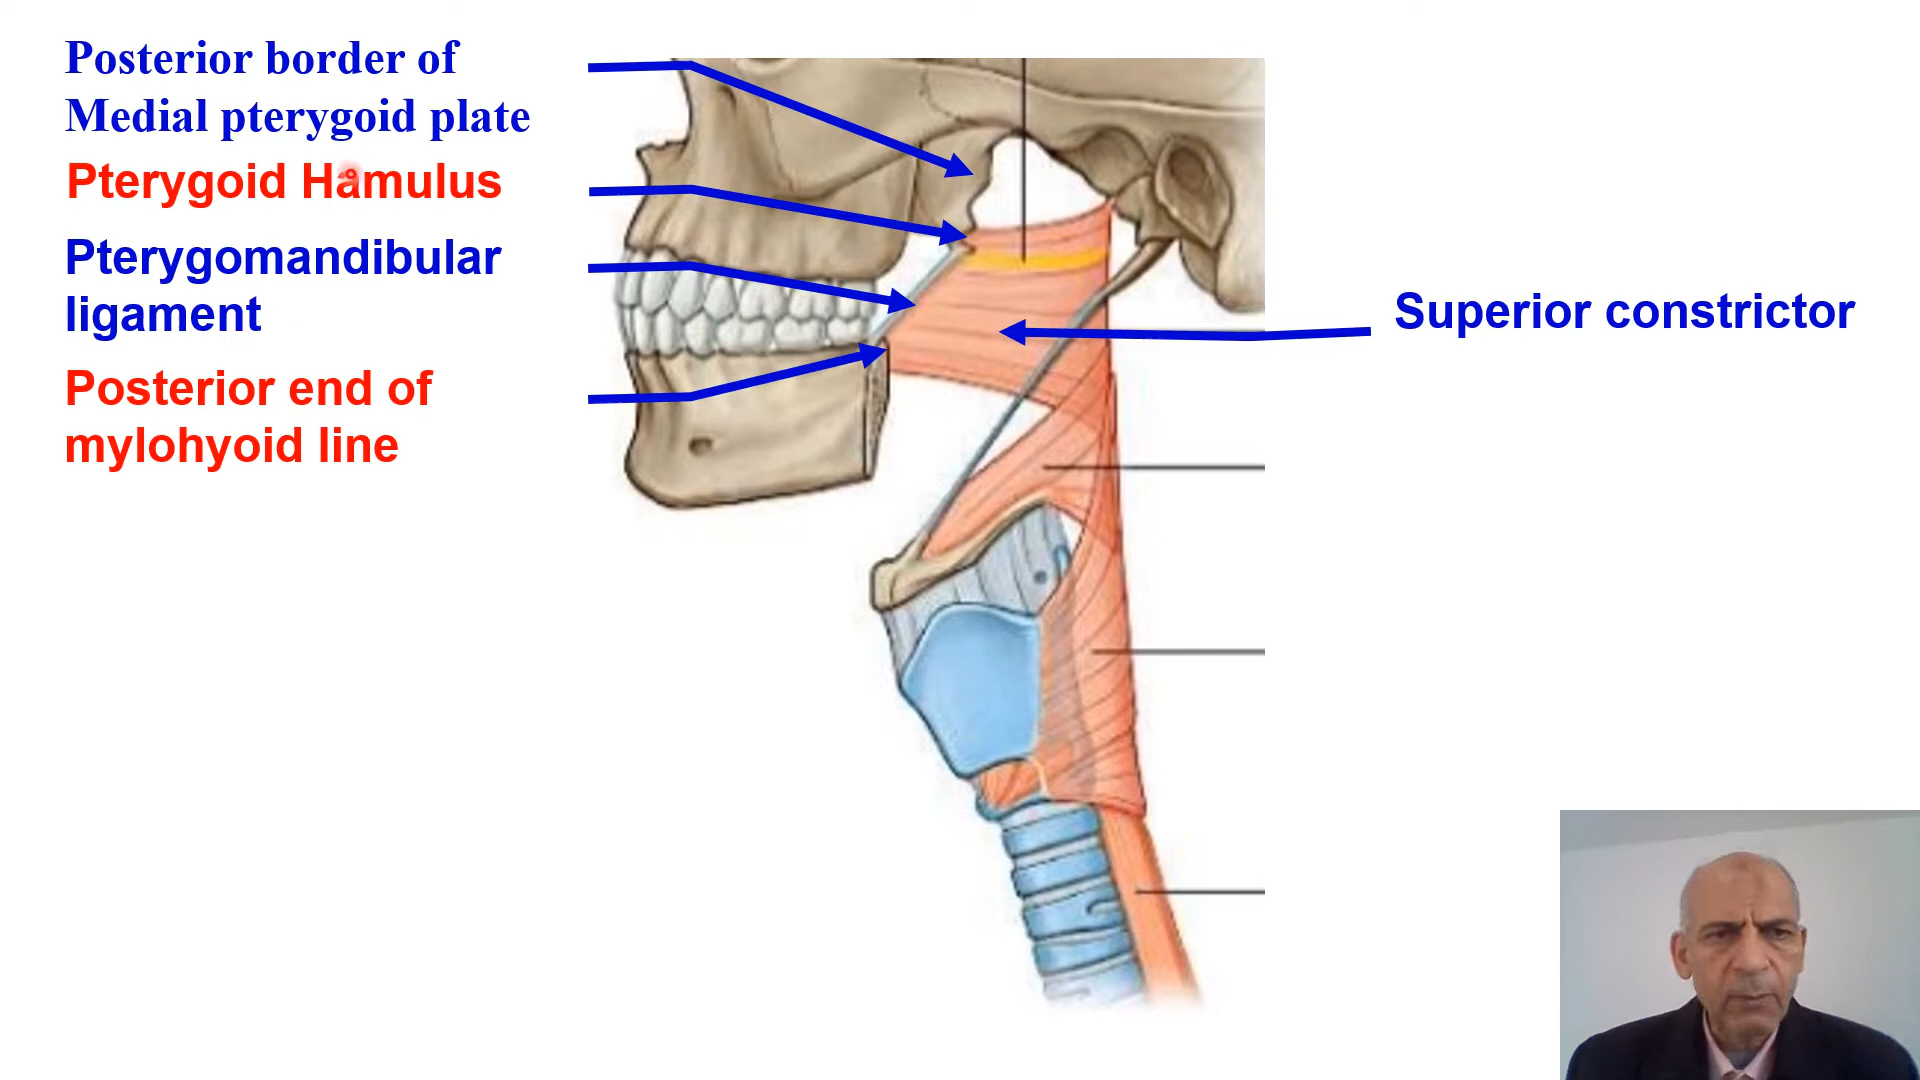 Posterior border of
Medial pterygoid plate
Pterygoid Hamulus
Pterygomandibular
ligament
Posterior end of
mylohyoid line
Superior constrictor